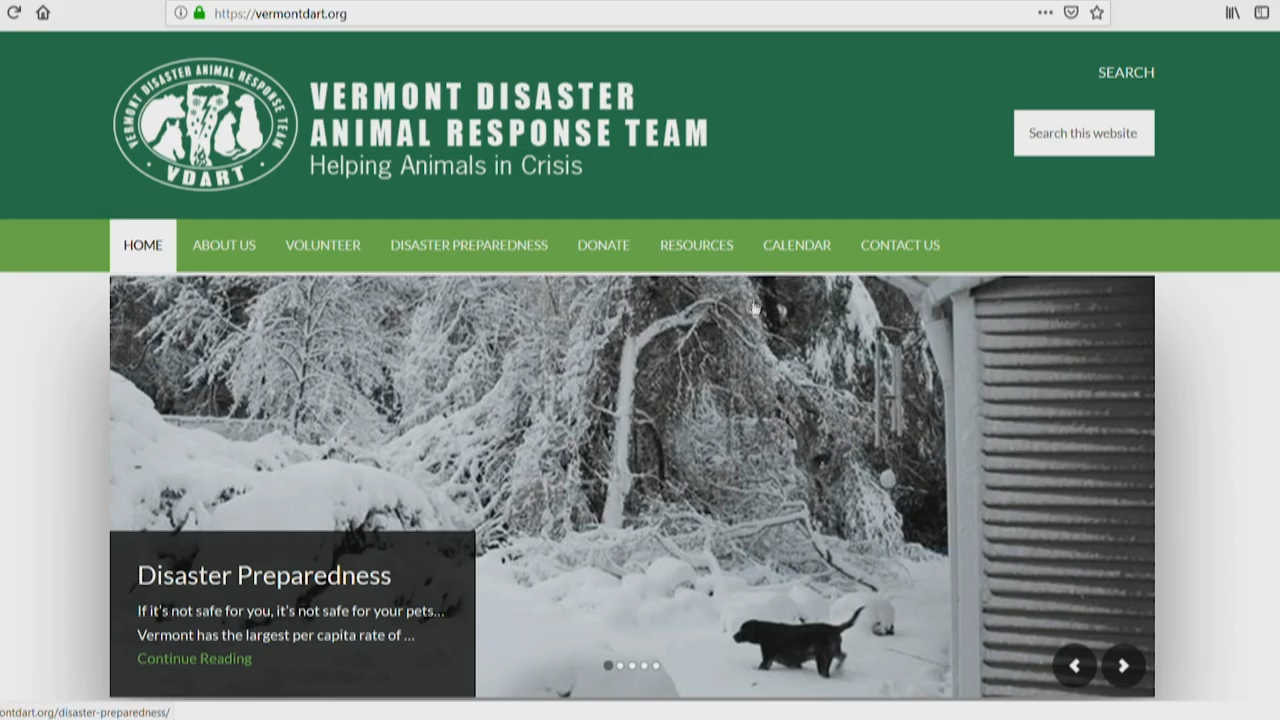 https://vermontdart.org
VERMONT DISASTER ANIMAL RESPONSE TEAM
VDART
VERMONT DISASTER
ANIMAL RESPONSE TEAM
Helping Animals in Crisis
SEARCH
Search this website
HOME ABOUT US VOLUNTEER DISASTER PREPAREDNESS DONATE RESOURCES CALENDAR CONTACT US
Disaster Preparedness
If it's not safe for you, it's not safe for your pets...
Vermont has the largest per capita rate of ...
Continue Reading
ontdart.org/disaster-preparedness/